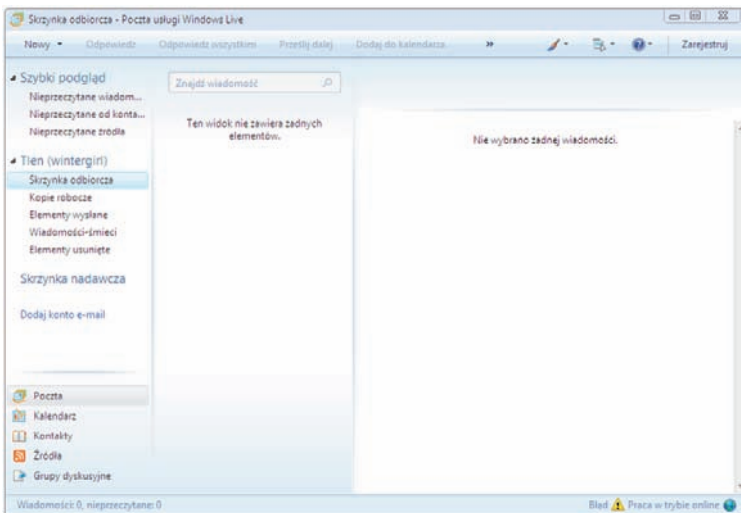 Skrzynka odbiorcza - Poczta usługi Windows Live
Nowy Odpowiedz Odpowiedz wszystkim Prześlij dalej Dodaj do kalendarza » Zarejestruj
Szybki podgląd
Nieprzeczytane wiadom...
Nieprzeczytane od konta...
Nieprzeczytane źródła
Tlen (wintergirl)
Skrzynka odbiorcza
Kopie robocze
Elementy wysłane
Wiadomości-śmieci
Elementy usunięte
Skrzynka nadawcza
Dodaj konto e-mail
Poczta
Kalendarz
Kontakty
Źródła
Grupy dyskusyjne
Znajdź wiadomość
Ten widok nie zawiera żadnych
elementów.
Nie wybrano żadnej wiadomości.
Wiadomości: 0, nieprzeczytane: 0
Błąd Praca w trybie online